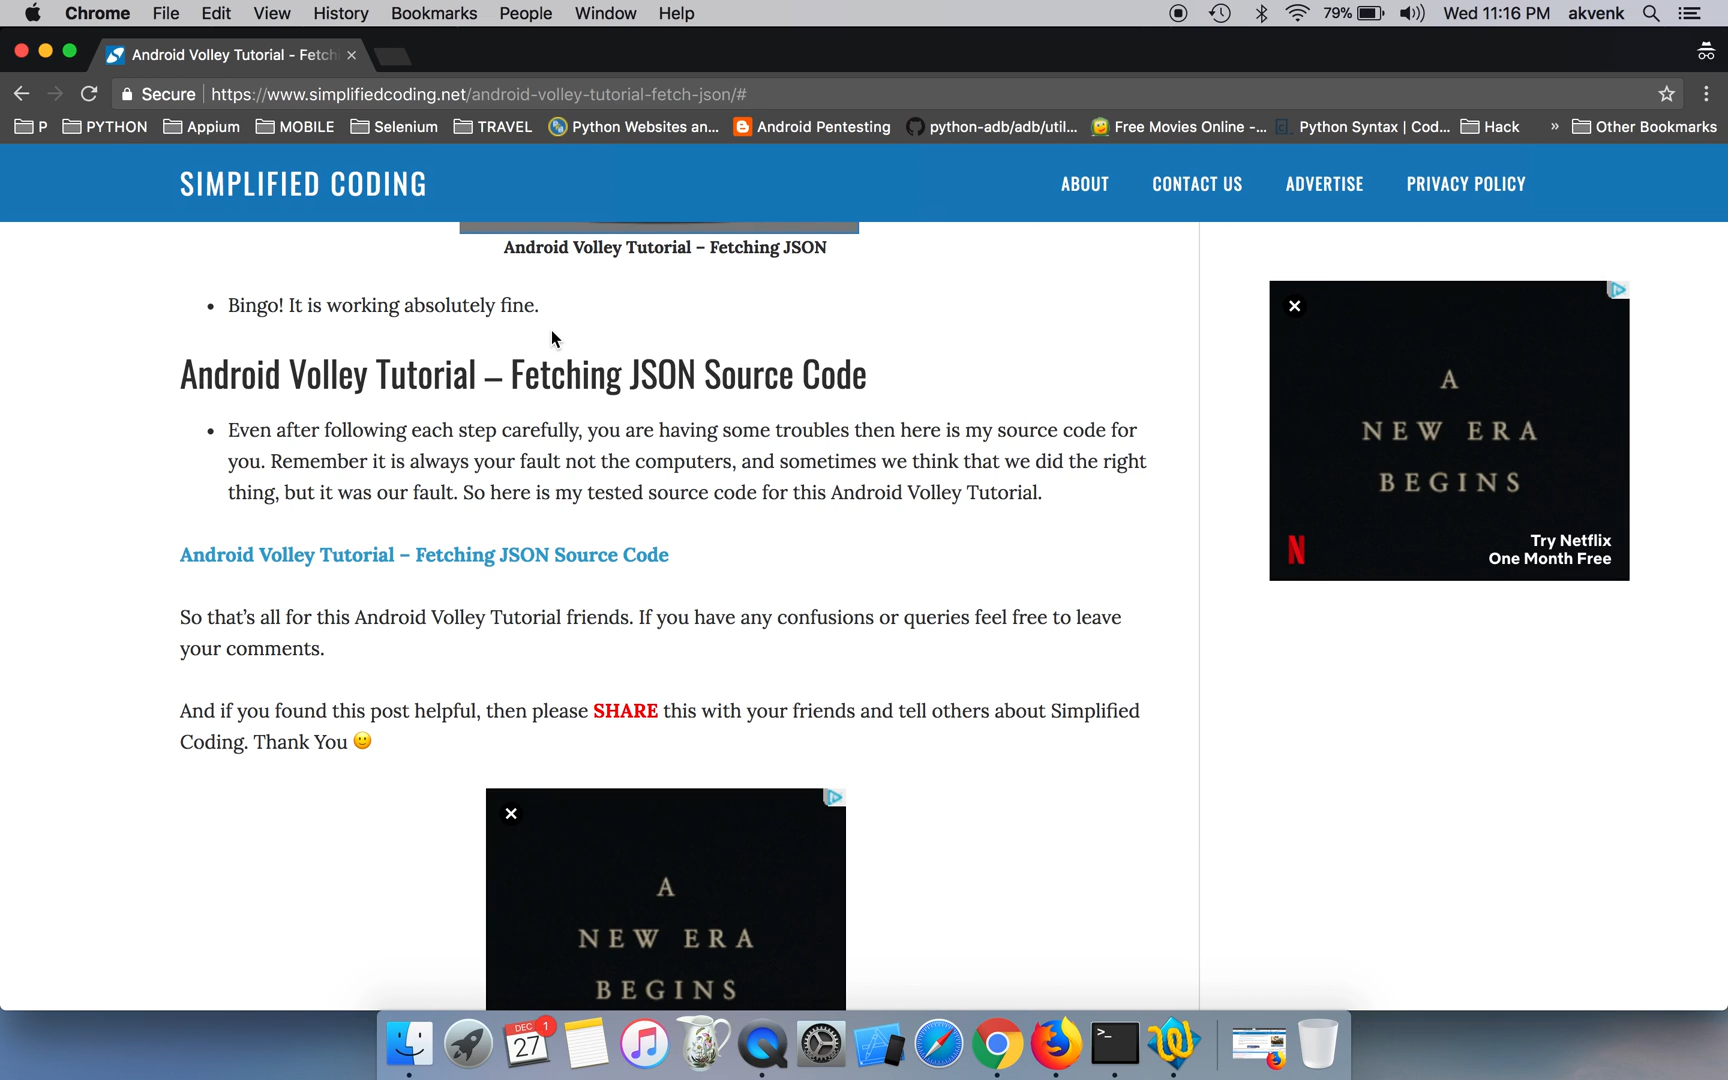 Chrome File Edit View History Bookmarks People Window Help 79% Wed 11:16 PM akvenk
Android Volley Tutorial - Fetch
Secure https://www.simplifiedcoding.net/android-volley-tutorial-fetch-json/#
P PYTHON Appium MOBILE Selenium TRAVEL Python Websites an... Android Pentesting python-adb/adb/util... Free Movies Online -... Python Syntax | Cod... Hack » Other Bookmarks
SIMPLIFIED CODING ABOUT CONTACT US ADVERTISE PRIVACY POLICY
Android Volley Tutorial – Fetching JSON
• Bingo! It is working absolutely fine.
Android Volley Tutorial – Fetching JSON Source Code
• Even after following each step carefully, you are having some troubles then here is my source code for
you. Remember it is always your fault not the computers, and sometimes we think that we did the right
thing, but it was our fault. So here is my tested source code for this Android Volley Tutorial.
Android Volley Tutorial – Fetching JSON Source Code
So that's all for this Android Volley Tutorial friends. If you have any confusions or queries feel free to leave
your comments.
And if you found this post helpful, then please SHARE this with your friends and tell others about Simplified
Coding. Thank You 🙂
A
NEW ERA
BEGINS
N
Try Netflix
One Month Free
A
NEW ERA
BEGINS
DEC 1
27